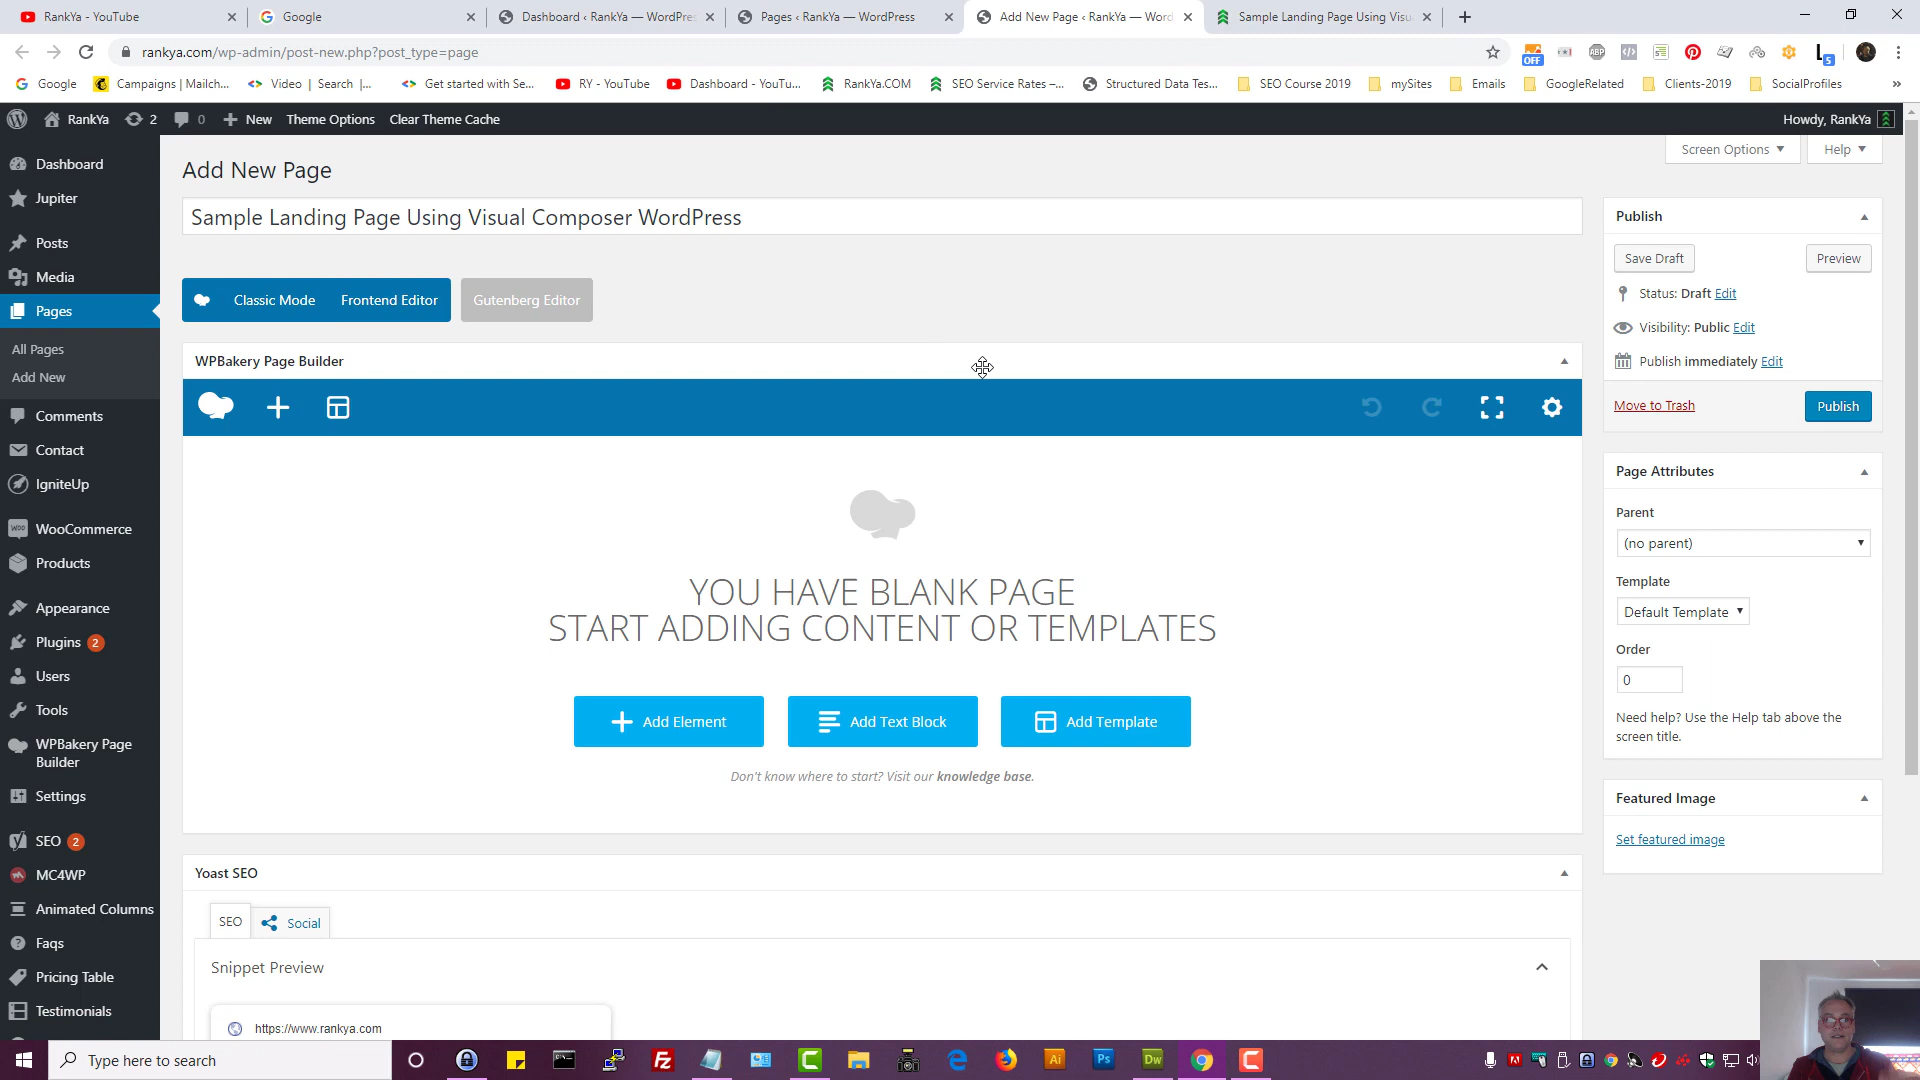 RankYa - YouTube
Google
Dashboard ‹ RankYa — WordPres
Pages ‹ RankYa — WordPress
Add New Page ‹ RankYa — Word
Sample Landing Page Using Visu
rankya.com/wp-admin/post-new.php?post_type=page
OFF
ABP
5
Google
Campaigns | Mailch...
Video | Search |...
Get started with Se...
RY - YouTube
Dashboard - YouTu...
RankYa.COM
SEO Service Rates –...
Structured Data Tes...
SEO Course 2019
mySites
Emails
GoogleRelated
Clients-2019
SocialProfiles
»
RankYa
2
0
New
Theme Options
Clear Theme Cache
Howdy, RankYa
Dashboard
Jupiter
Posts
Media
Pages
All Pages
Add New
Comments
Contact
IgniteUp
WooCommerce
Products
Appearance
Plugins 2
Users
Tools
WPBakery Page
Builder
Settings
SEO 2
MC4WP
Animated Columns
Faqs
Pricing Table
Testimonials
Screen Options
Help
Add New Page
Sample Landing Page Using Visual Composer WordPress
Classic Mode
Frontend Editor
Gutenberg Editor
WPBakery Page Builder
YOU HAVE BLANK PAGE
START ADDING CONTENT OR TEMPLATES
Add Element
Add Text Block
Add Template
Don't know where to start? Visit our knowledge base.
Yoast SEO
SEO
Social
Snippet Preview
https://www.rankya.com
Publish
Save Draft
Preview
Status: Draft Edit
Visibility: Public Edit
Publish immediately Edit
Move to Trash
Publish
Page Attributes
Parent
(no parent)
Template
Default Template
Order
0
Need help? Use the Help tab above the
screen title.
Featured Image
Set featured image
Type here to search
Fz
Ai
Ps
Dw